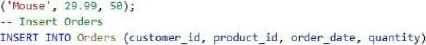 ('Mouse', 29.99, 50);
-- Insert Orders
INSERT INTO Orders (customer_id, product_id, order_date, quantity)